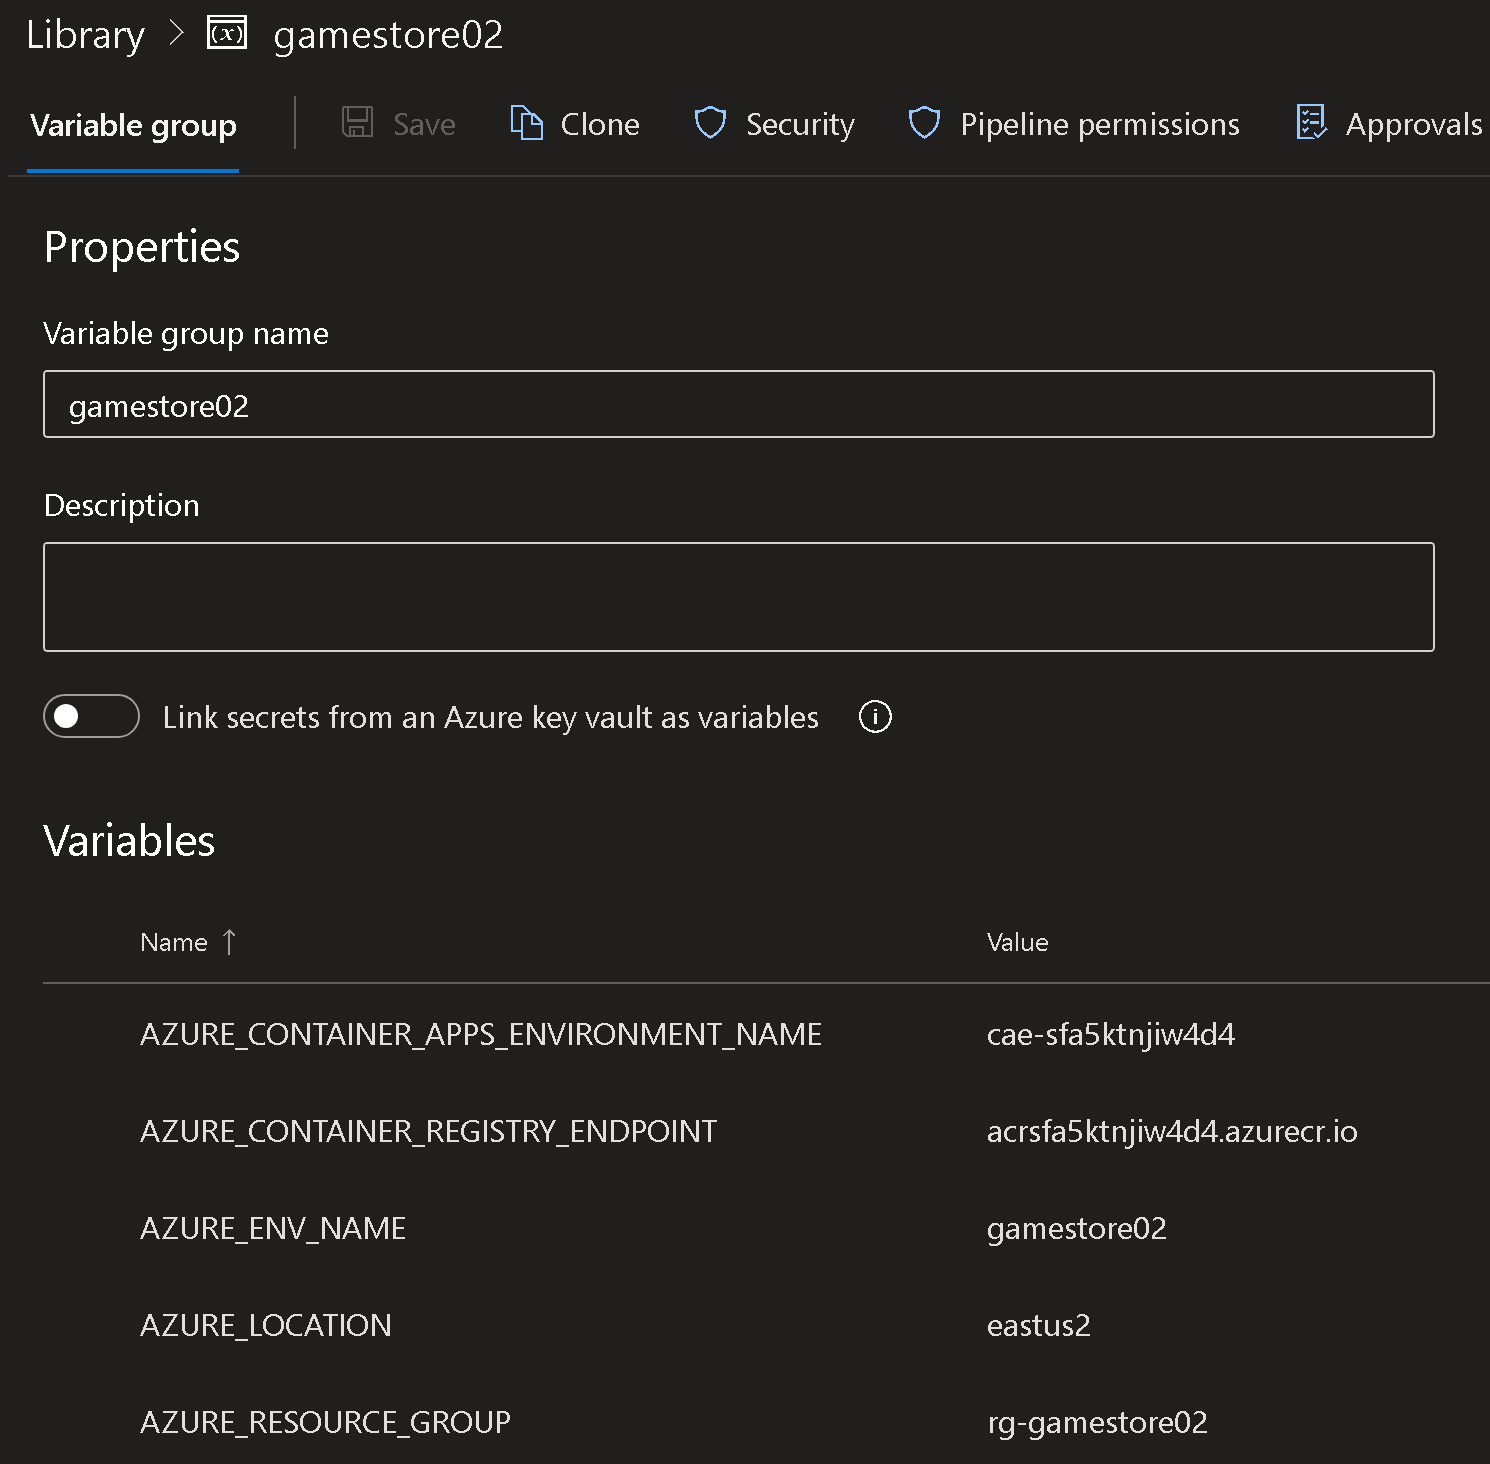 Library > (x) gamestore02
Variable group Save Clone Security Pipeline permissions Approvals
Properties
Variable group name
gamestore02
Description
Link secrets from an Azure key vault as variables
Variables
Name ↑ Value
AZURE_CONTAINER_APPS_ENVIRONMENT_NAME cae-sfa5ktnjiw4d4
AZURE_CONTAINER_REGISTRY_ENDPOINT acrsfa5ktnjiw4d4.azurecr.io
AZURE_ENV_NAME gamestore02
AZURE_LOCATION eastus2
AZURE_RESOURCE_GROUP rg-gamestore02